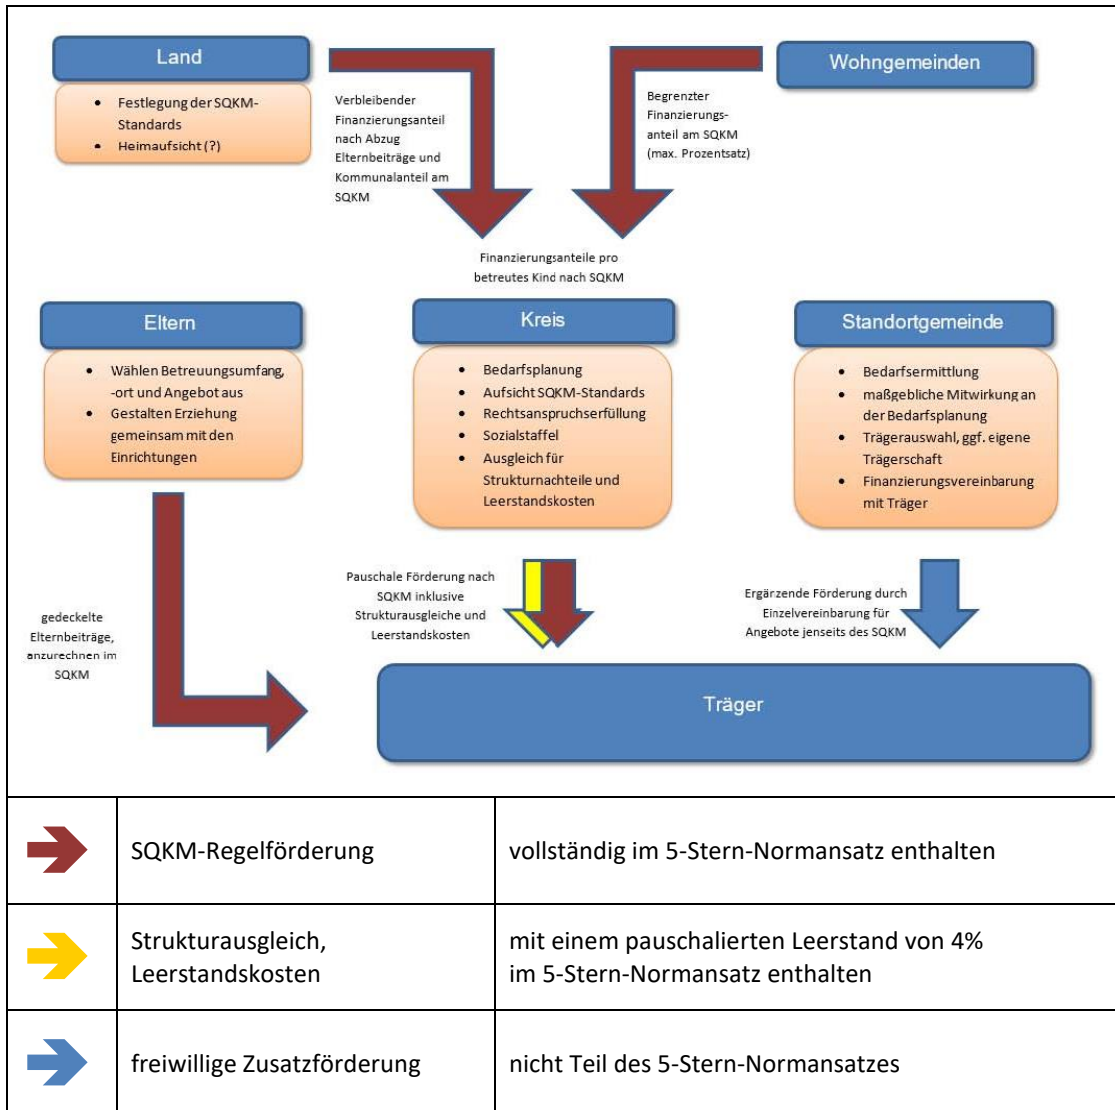 Land
• Festlegung der SQKM-
Standards
• Heimaufsicht (?)
Verbleibender
Finanzierungsanteil
nach Abzug
Elternbeiträge und
Kommunalanteil am
SQKM
Wohngemeinden
Begrenzter
Finanzierungs-
anteil am SQKM
(max. Prozentsatz)
Finanzierungsanteile pro
betreutes Kind nach SQKM
Eltern
• Wählen Betreuungsumfang,
-ort und Angebot aus
• Gestalten Erziehung
gemeinsam mit den
Einrichtungen
Kreis
• Bedarfsplanung
• Aufsicht SQKM-Standards
• Rechtsanspruchserfüllung
• Sozialstaffel
• Ausgleich für
Strukturnachteile und
Leerstandskosten
Standortgemeinde
• Bedarfsermittlung
• maßgebliche Mitwirkung an
der Bedarfsplanung
• Trägerauswahl, ggf. eigene
Trägerschaft
• Finanzierungsvereinbarung
mit Träger
gedeckelte
Elternbeiträge,
anzurechnen im
SQKM
Pauschale Förderung nach
SQKM inklusive
Strukturausgleiche und
Leerstandskosten
Ergänzende Förderung durch
Einzelvereinbarung für
Angebote jenseits des SQKM
Träger
SQKM-Regelförderung
vollständig im 5-Stern-Normansatz enthalten
Strukturausgleich,
Leerstandskosten
mit einem pauschalierten Leerstand von 4%
im 5-Stern-Normansatz enthalten
freiwillige Zusatzförderung
nicht Teil des 5-Stern-Normansatzes